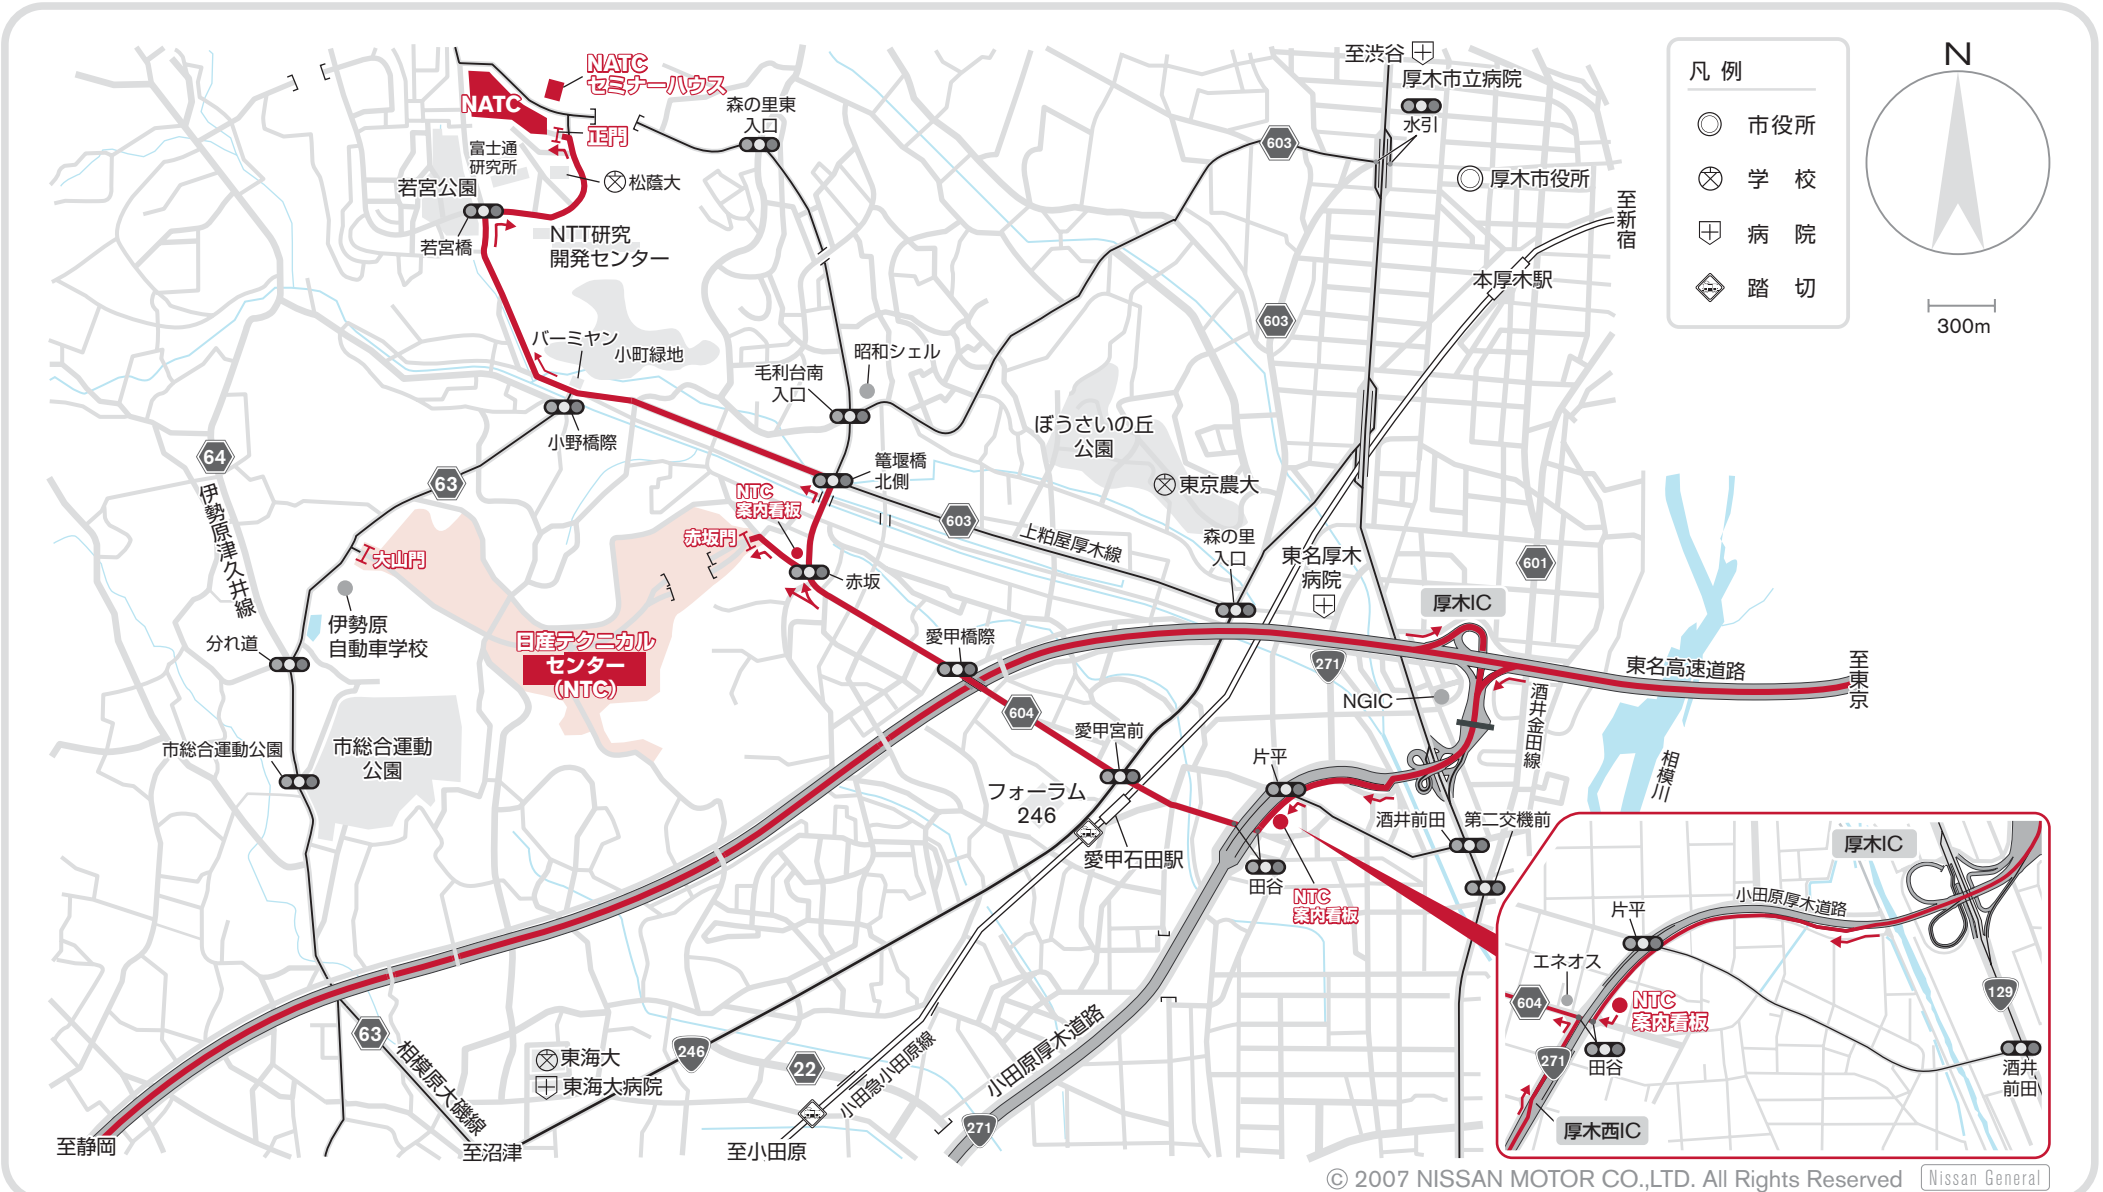 NATC
セミナーハウス
NATC
正門
富士通
研究所
松蔭大
若宮公園
若宮橋
NTT研究
開発センター
森の里東
入口
至渋谷
厚木市立病院
水引
603
厚木市役所
至新宿
本厚木駅
603
凡 例
市役所
学 校
病 院
踏 切
N
300m
バーミヤン
小町緑地
昭和シェル
毛利台南
入口
小野橋際
ぼうさいの丘
公園
東京農大
64
伊勢原津久井線
63
篭堰橋
北側
NTC
案内看板
603
上粕屋厚木線
赤坂門
赤坂
大山門
森の里
入口
東名厚木
病院
601
厚木IC
伊勢原
自動車学校
分れ道
日産テクニカル
センター
(NTC)
愛甲橋際
271
東名高速道路
至東京
NGIC
酒井金田線
604
愛甲宮前
市総合運動公園
市総合運動
公園
片平
フォーラム
246
相模川
酒井前田
第二交機前
愛甲石田駅
田谷
NTC
案内看板
厚木IC
小田原厚木道路
片平
エネオス
604
NTC
案内看板
129
271
田谷
酒井
前田
厚木西IC
63
相模原大磯線
東海大
東海大病院
246
22
小田急小田原線
小田原厚木道路
271
至静岡
至沼津
至小田原
© 2007 NISSAN MOTOR CO.,LTD. All Rights Reserved
Nissan General